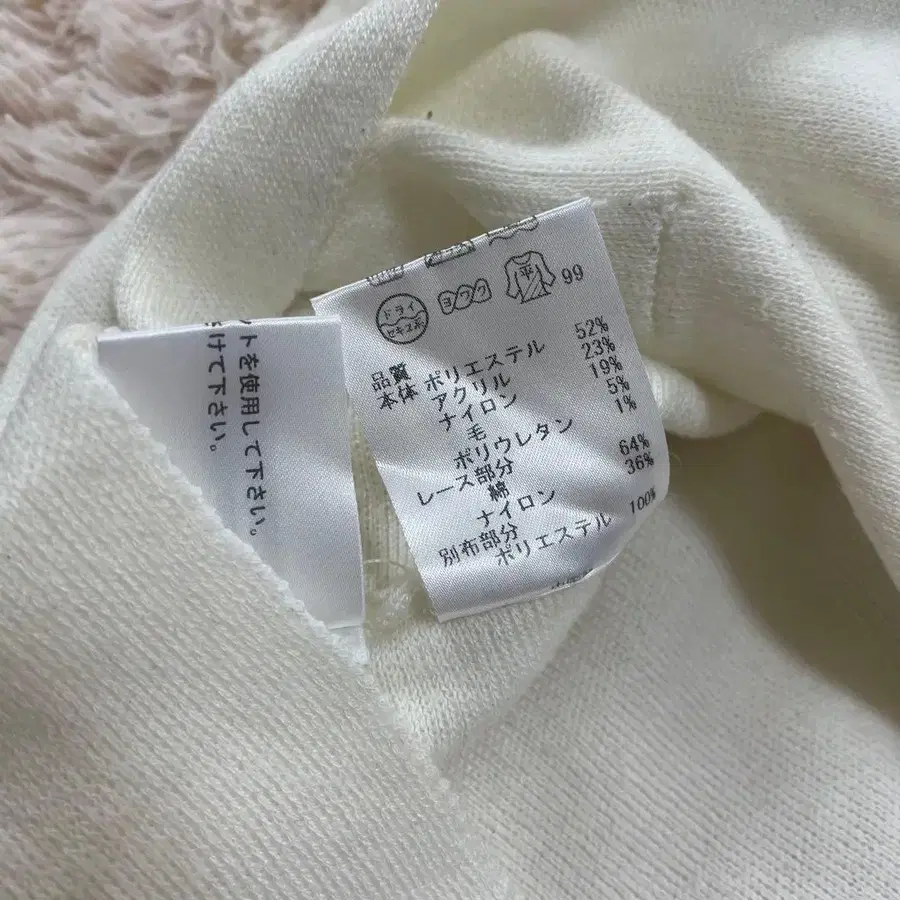 ントを使用して下さい。
けて下さい。
ドライ
セキユ系
ヨワク
平
99
品質
本体 ポリエステル 52%
アクリル 23%
ナイロン 19%
毛 5%
ポリウレタン 1%
レース部分
綿 64%
ナイロン 36%
別布部分
ポリエステル 100%